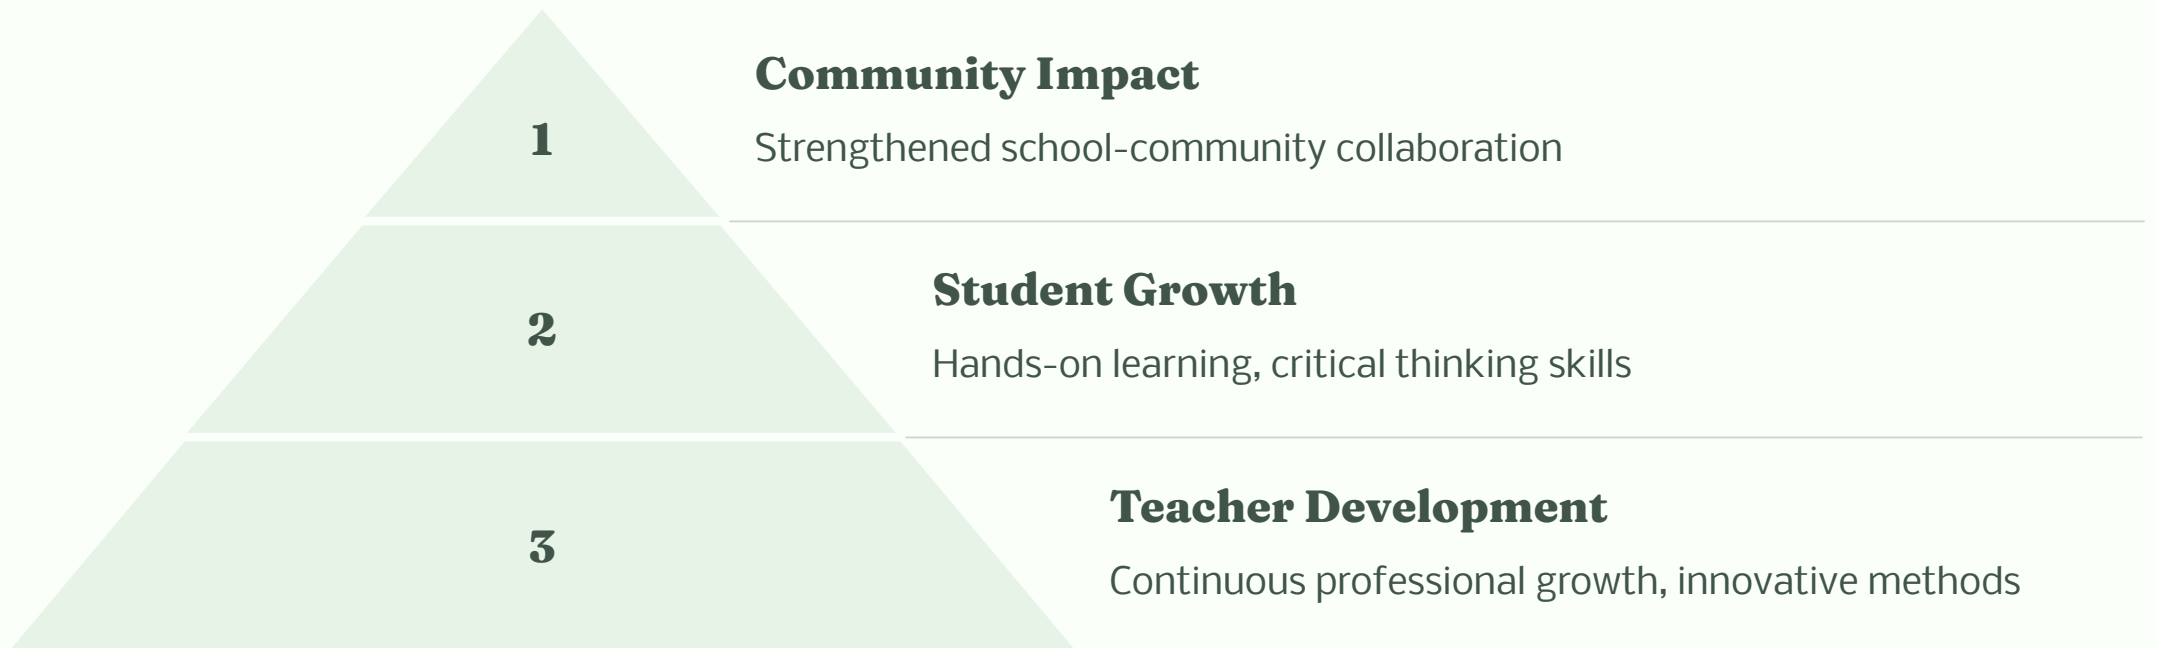 1
Community Impact
Strengthened school-community collaboration
2
Student Growth
Hands-on learning, critical thinking skills
3
Teacher Development
Continuous professional growth, innovative methods